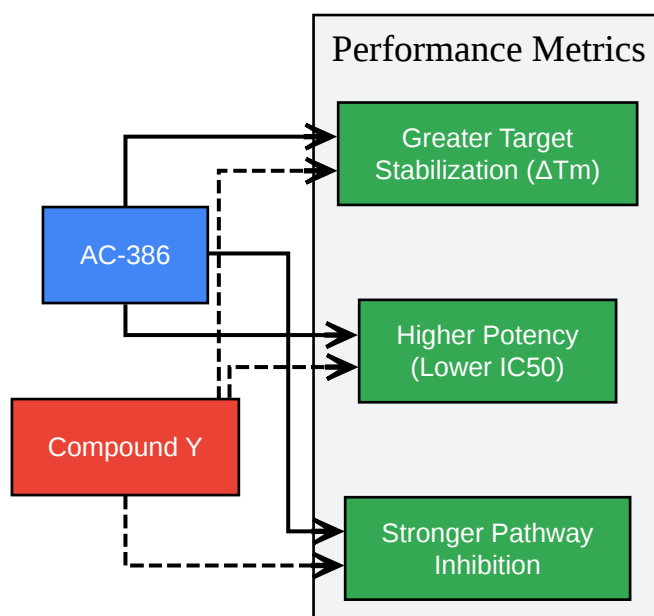 Performance Metrics
Greater Target
Stabilization (ΔTm)
AC-386
Higher Potency
(Lower IC50)
Compound Y
Stronger Pathway
Inhibition